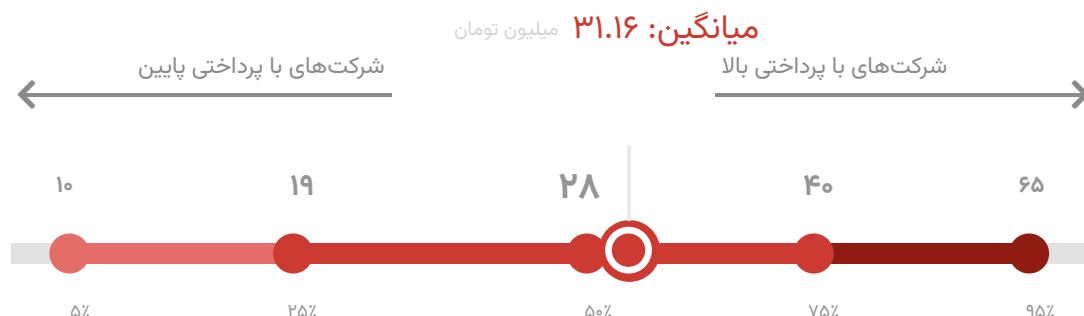 میانگین: ۳۱.۱۶ میلیون تومان
شرکت‌های با پرداختی بالا
شرکت‌های با پرداختی پایین
۱۰ ۱۹ ۲۸ ۴۰ ۶۵
۵٪ ۲۵٪ ۵۰٪ ۷۵٪ ۹۵٪